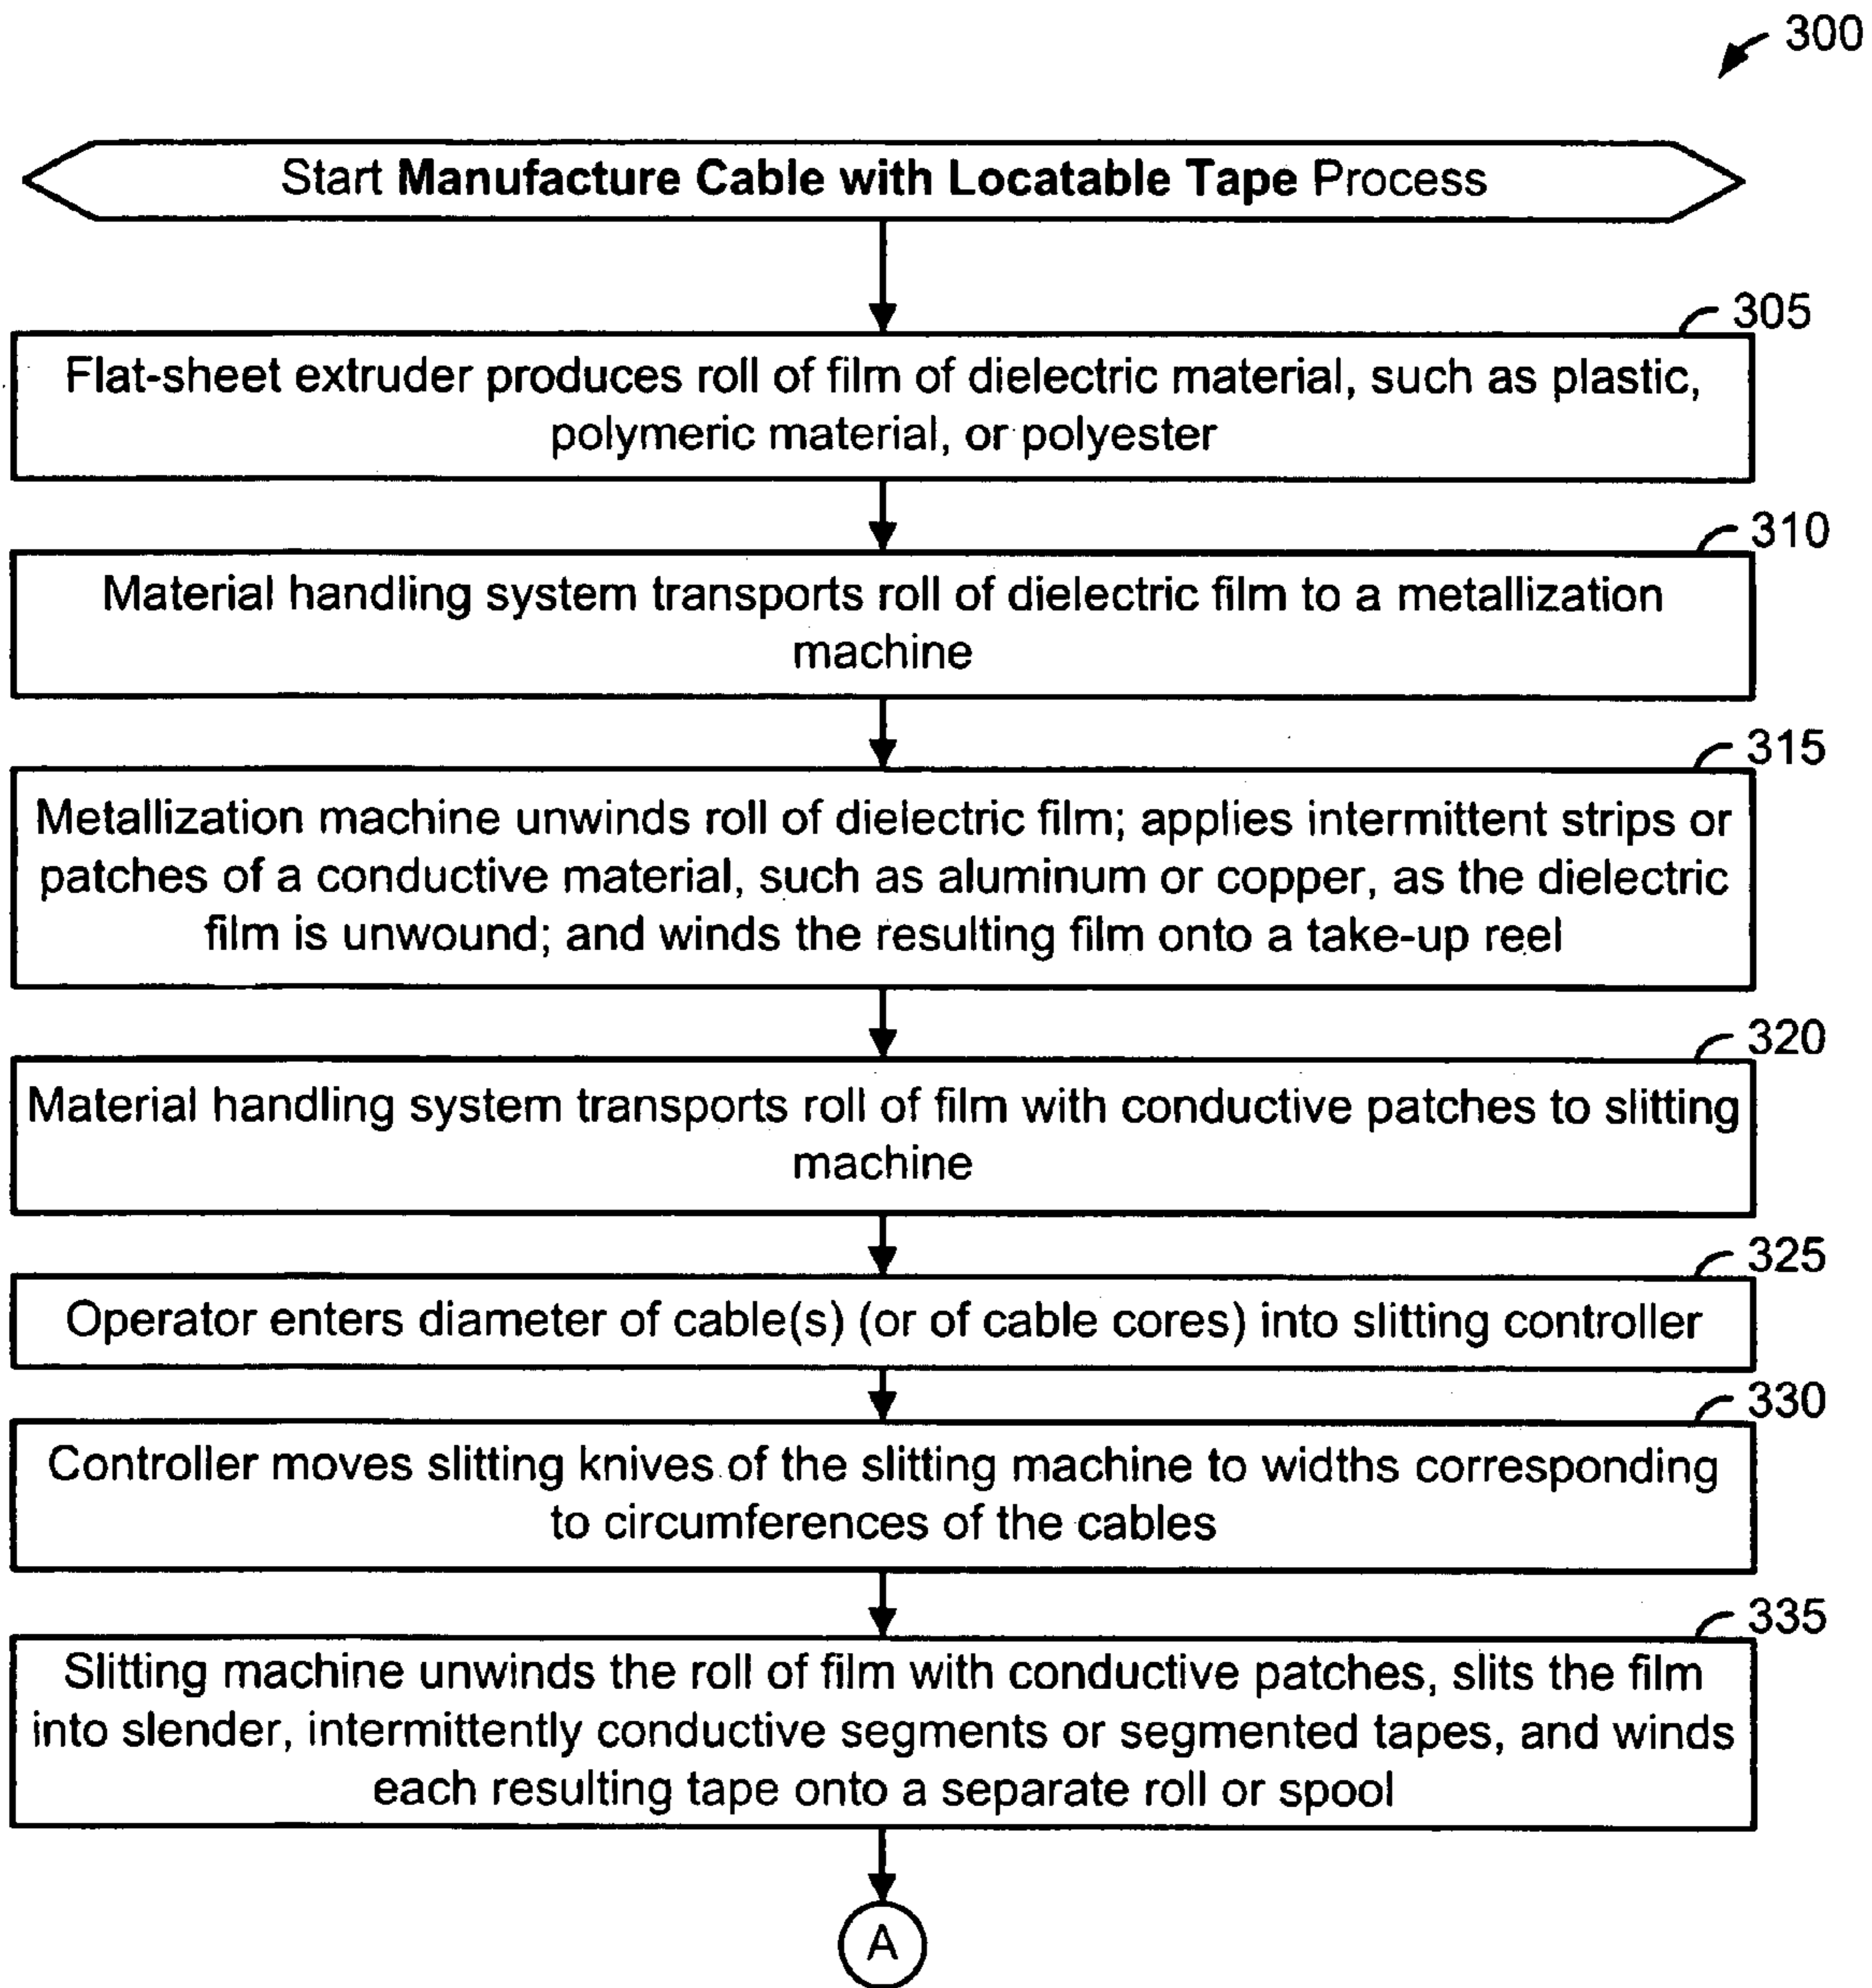 300
Start Manufacture Cable with Locatable Tape Process
305
Flat-sheet extruder produces roll of film of dielectric material, such as plastic,
polymeric material, or polyester
310
Material handling system transports roll of dielectric film to a metallization
machine
315
Metallization machine unwinds roll of dielectric film; applies intermittent strips or
patches of a conductive material, such as aluminum or copper, as the dielectric
film is unwound; and winds the resulting film onto a take-up reel
320
Material handling system transports roll of film with conductive patches to slitting
machine
325
Operator enters diameter of cable(s) (or of cable cores) into slitting controller
330
Controller moves slitting knives of the slitting machine to widths corresponding
to circumferences of the cables
335
Slitting machine unwinds the roll of film with conductive patches, slits the film
into slender, intermittently conductive segments or segmented tapes, and winds
each resulting tape onto a separate roll or spool
A